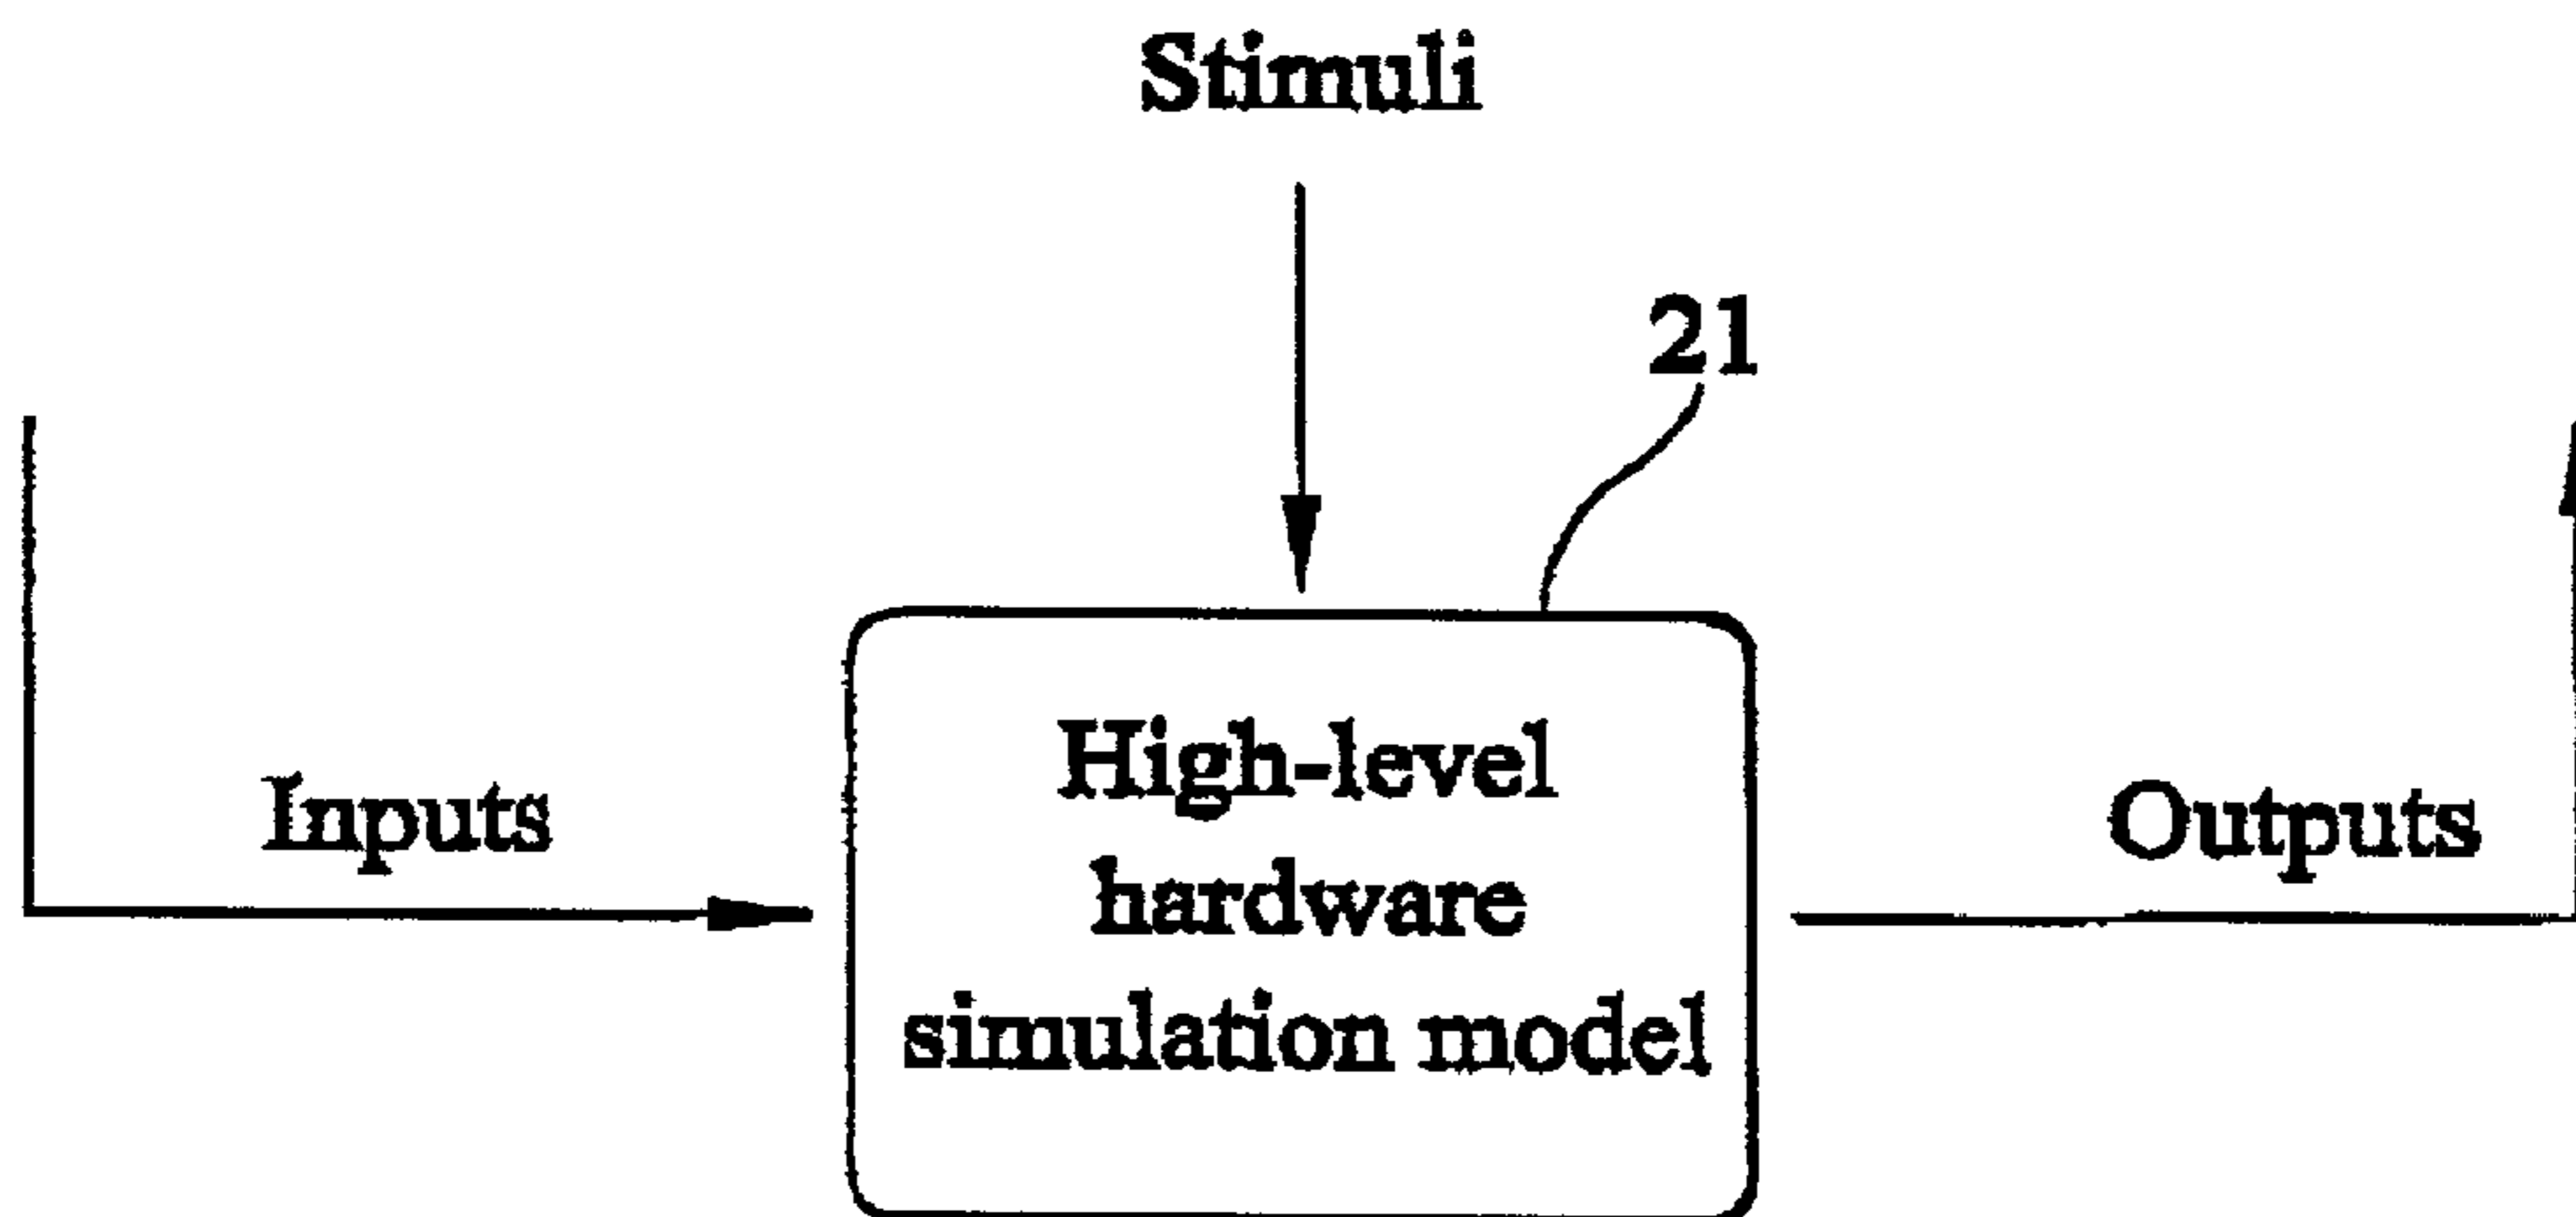 Stimuli
21
Inputs
High-level
hardware
simulation model
Outputs